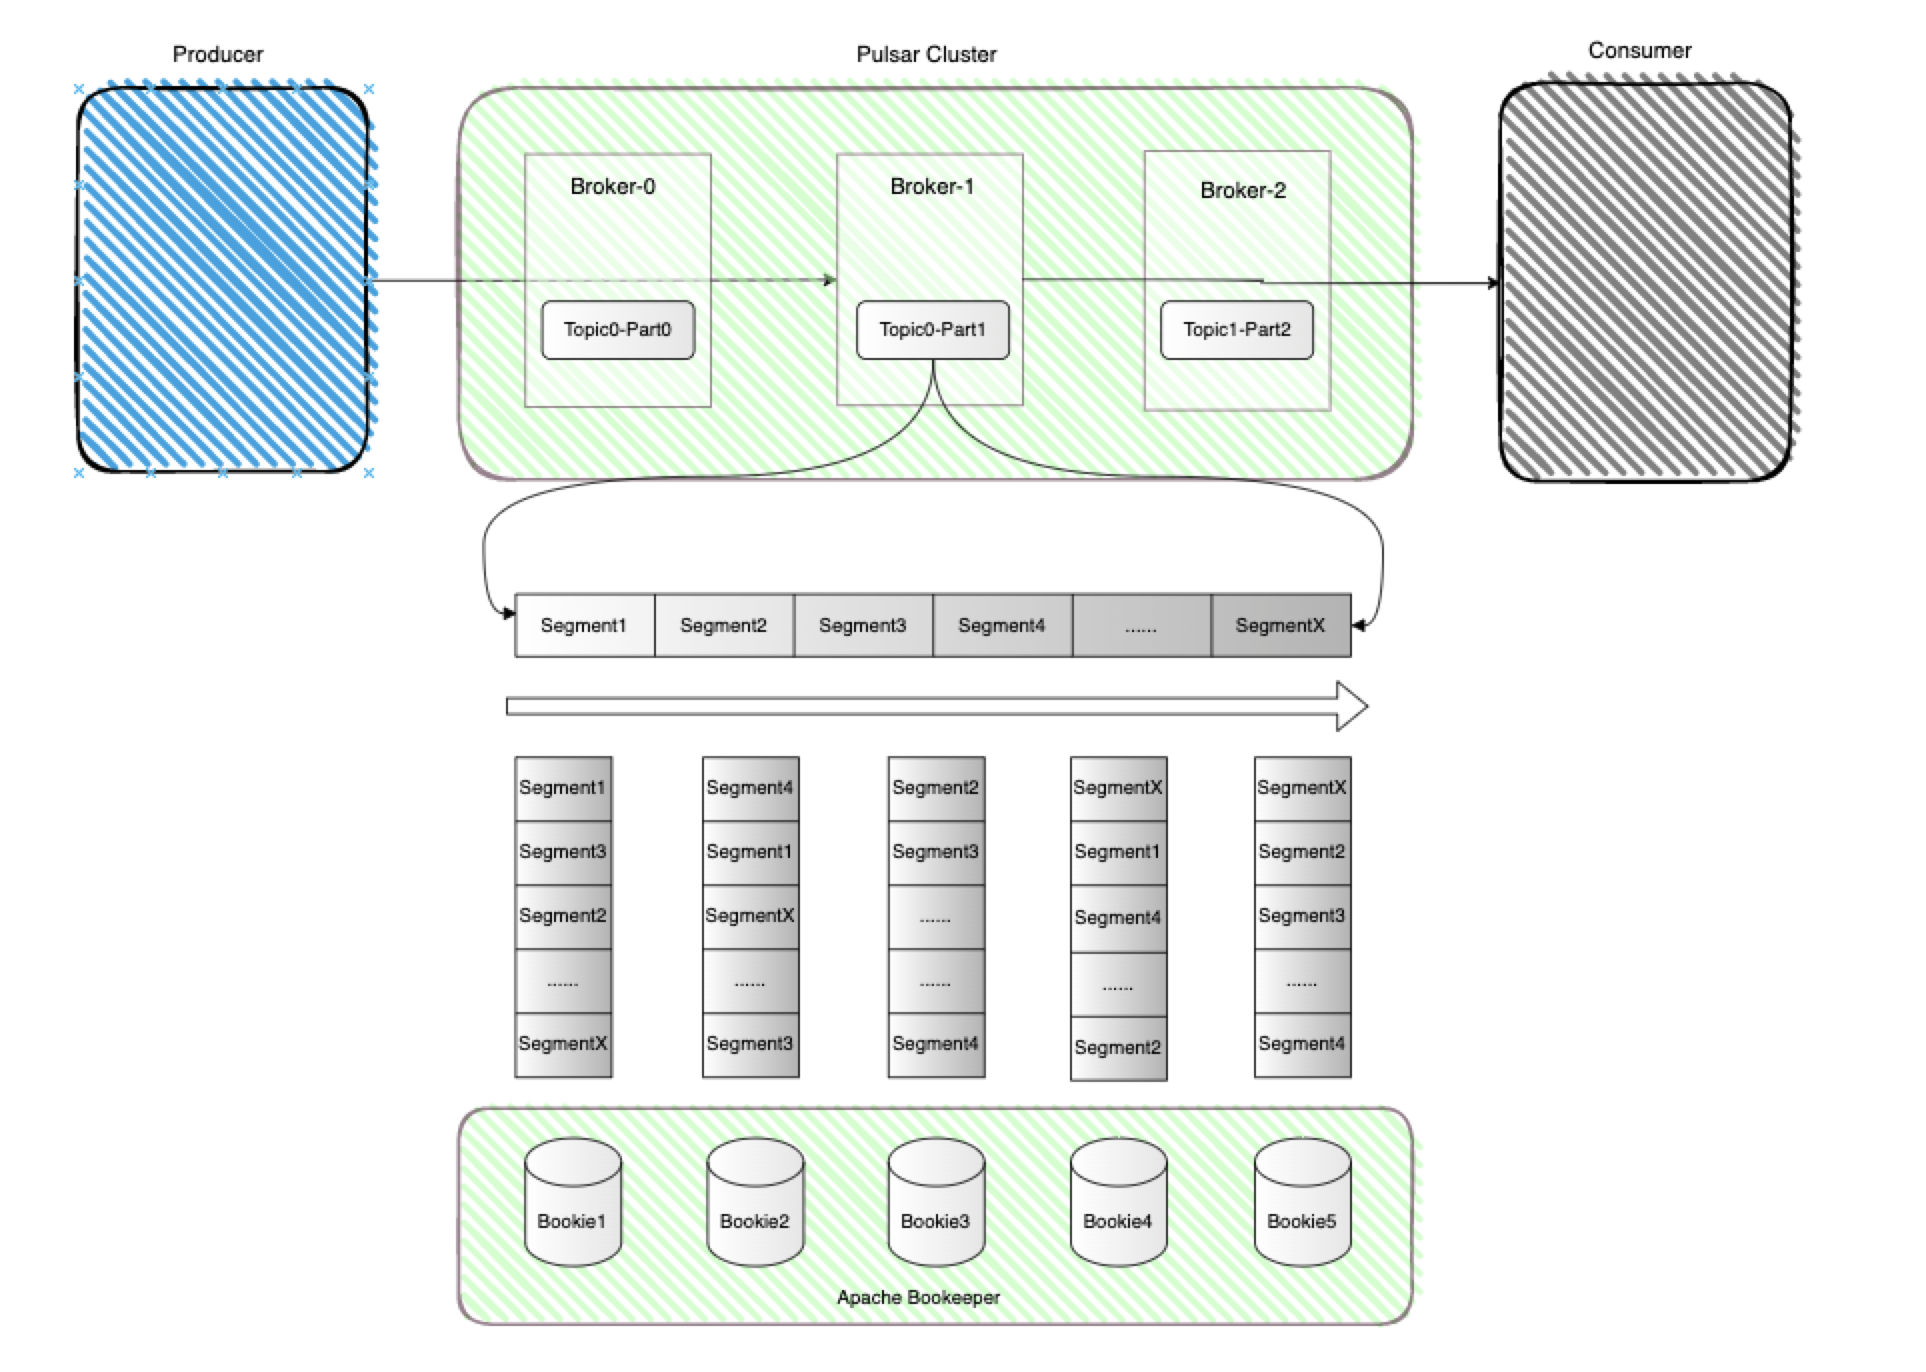 Producer
Pulsar Cluster
Consumer
Broker-0
Broker-1
Broker-2
Topic0-Part0
Topic0-Part1
Topic1-Part2
Segment1
Segment2
Segment3
Segment4
......
SegmentX
Segment1
Segment3
Segment2
......
SegmentX
Segment4
Segment1
SegmentX
......
Segment3
Segment2
Segment3
......
......
Segment4
SegmentX
Segment1
Segment4
......
Segment2
SegmentX
Segment2
Segment3
......
Segment4
Bookie1
Bookie2
Bookie3
Bookie4
Bookie5
Apache Bookeeper